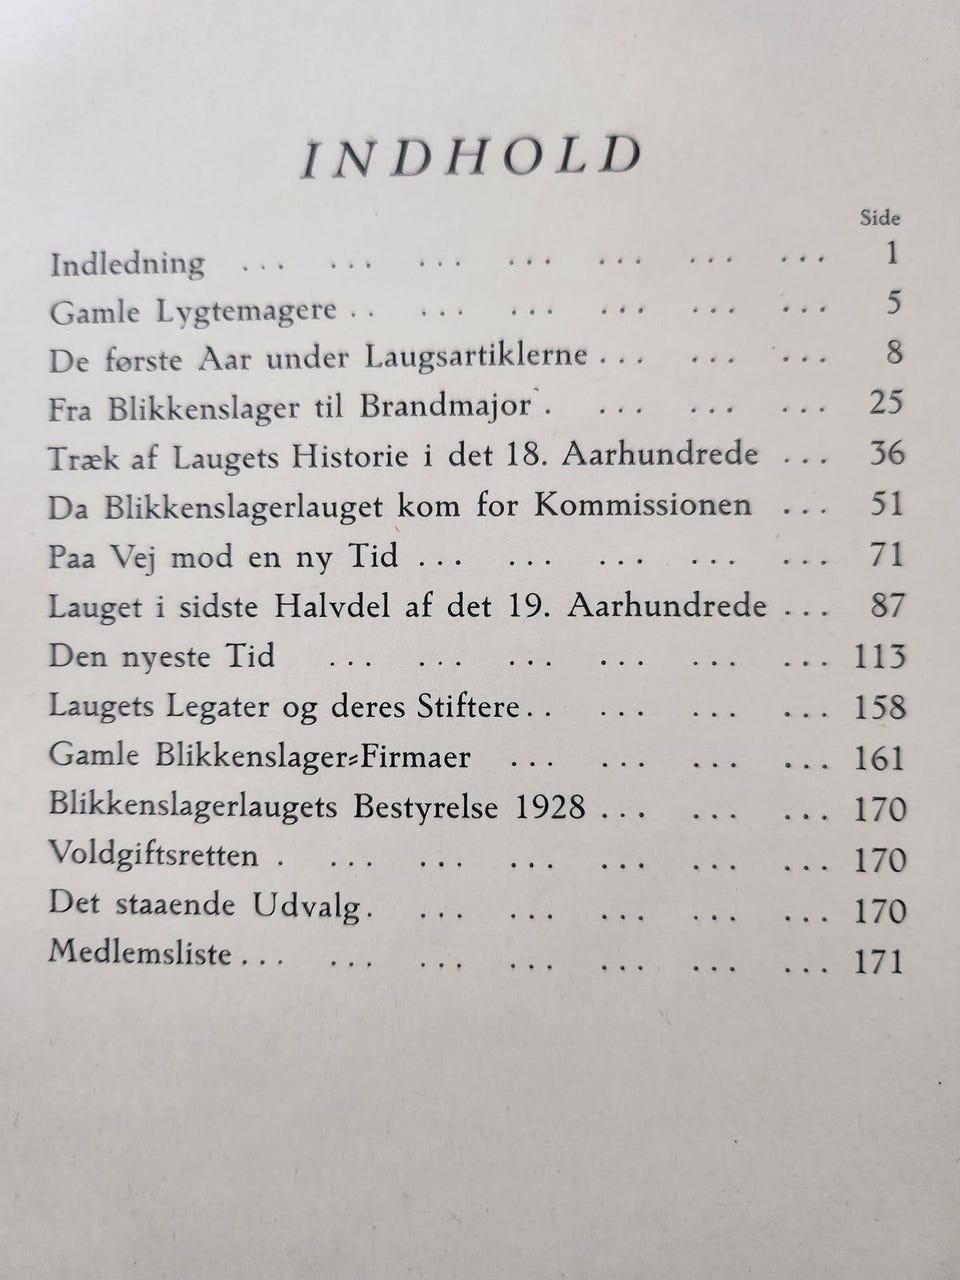 INDHOLD
Side
Indledning ... ... ... ... ... ... ... 1
Gamle Lygtemagere .. ... ... ... ... ... 5
De første Aar under Laugsartiklerne ... ... ... 8
Fra Blikkenslager til Brandmajor . ... ... ... 25
Træk af Laugets Historie i det 18. Aarhundrede ... 36
Da Blikkenslagerlauget kom for Kommissionen ... 51
Paa Vej mod en ny Tid ... ... ... ... ... 71
Lauget i sidste Halvdel af det 19. Aarhundrede ... 87
Den nyeste Tid ... ... ... ... ... ... 113
Laugets Legater og deres Stiftere .. ... ... ... 158
Gamle Blikkenslager-Firmaer ... ... ... ... 161
Blikkenslagerlaugets Bestyrelse 1928 ... ... ... 170
Voldgiftsretten . ... ... ... ... ... ... 170
Det staaende Udvalg . ... ... ... ... ... 170
Medlemsliste ... ... ... ... ... ... ... 171